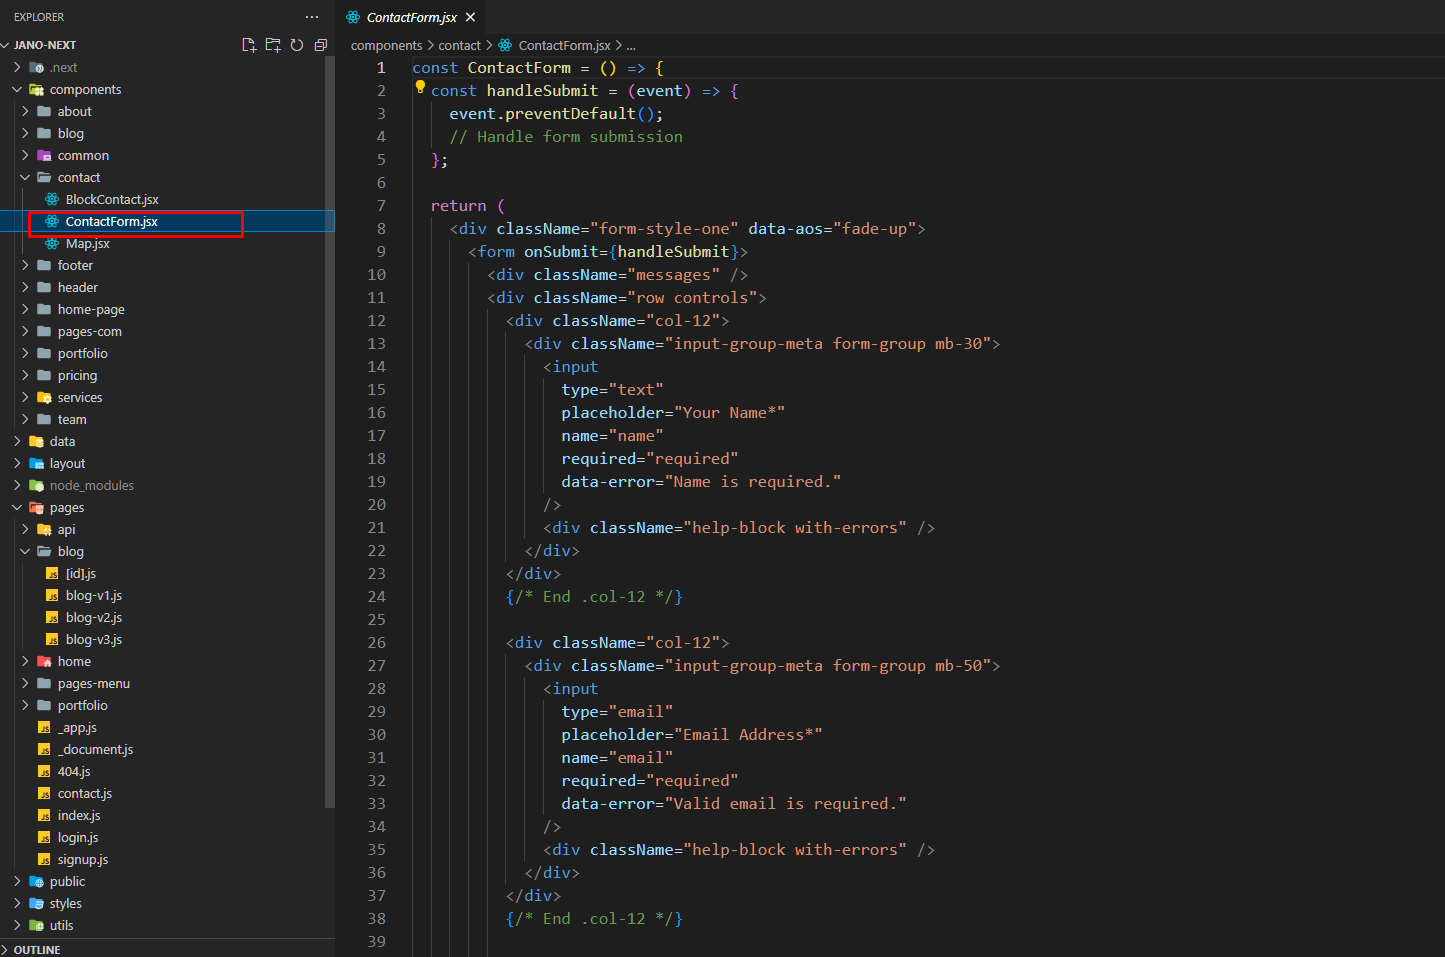 EXPLORER
JANO-NEXT
.next
components
about
blog
common
contact
BlockContact.jsx
ContactForm.jsx
Map.jsx
footer
header
home-page
pages-com
portfolio
pricing
services
team
data
layout
node_modules
pages
api
blog
[id].js
blog-v1.js
blog-v2.js
blog-v3.js
home
pages-menu
portfolio
_app.js
_document.js
404.js
contact.js
index.js
login.js
signup.js
public
styles
utils
OUTLINE
ContactForm.jsx
components > contact > ContactForm.jsx > ...
1 const ContactForm = () => {
2   const handleSubmit = (event) => {
3     event.preventDefault();
4     // Handle form submission
5   };
6
7   return (
8     <div className="form-style-one" data-aos="fade-up">
9       <form onSubmit={handleSubmit}>
10         <div className="messages" />
11         <div className="row controls">
12           <div className="col-12">
13             <div className="input-group-meta form-group mb-30">
14               <input
15                 type="text"
16                 placeholder="Your Name*"
17                 name="name"
18                 required="required"
19                 data-error="Name is required."
20               />
21               <div className="help-block with-errors" />
22             </div>
23           </div>
24           {/* End .col-12 */}
25
26           <div className="col-12">
27             <div className="input-group-meta form-group mb-50">
28               <input
29                 type="email"
30                 placeholder="Email Address*"
31                 name="email"
32                 required="required"
33                 data-error="Valid email is required."
34               />
35               <div className="help-block with-errors" />
36             </div>
37           </div>
38           {/* End .col-12 */}
39